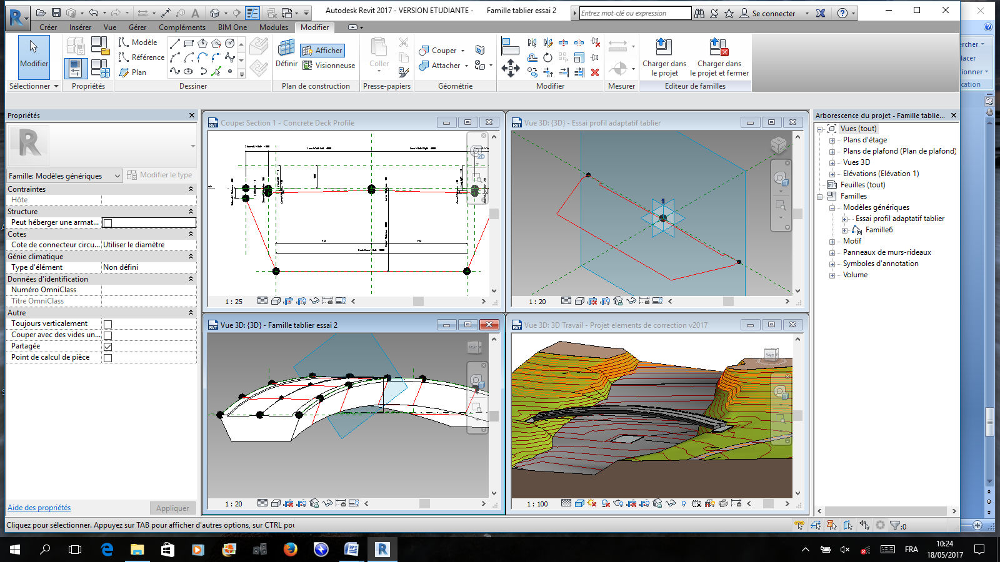 Autodesk Revit 2017 - VERSION ETUDIANTE - Famille tablier essai 2
Entrez mot-clé ou expression
Se connecter
Créer Insérer Vue Gérer Compléments BIM One Modules Modifier
Modifier
Modèle
Référence
Plan
Définir
Afficher
Visionneuse
Coller
Couper
Attacher
Charger dans le projet
Charger dans le projet et fermer
Sélectionner Propriétés Dessiner Plan de construction Presse-papiers Géométrie Modifier Mesurer Editeur de familles
Propriétés
Famille: Modèles génériques
Modifier le type
Contraintes
Hôte
Structure
Peut héberger une armat...
Cotes
Cote de connecteur circu... Utiliser le diamètre
Génie climatique
Type d'élément Non défini
Données d'identification
Numéro OmniClass
Titre OmniClass
Autre
Toujours verticalement
Couper avec des vides un...
Partagée
Point de calcul de pièce
Aide des propriétés
Appliquer
Coupe: Section 1 - Concrete Deck Profile
2D
1 : 25
Vue 3D: {3D} - Essai profil adaptatif tablier
1
1 : 20
Vue 3D: {3D} - Famille tablier essai 2
1 : 20
Vue 3D: 3D Travail - Projet elements de correction v2017
1 : 100
Arborescence du projet - Famille tablie...
Vues (tout)
Plans d'étage
Plans de plafond (Plan de plafond)
Vues 3D
Elévations (Elévation 1)
Feuilles (tout)
Familles
Modèles génériques
Essai profil adaptatif tablier
Famille6
Motif
Panneaux de murs-rideaux
Symboles d'annotation
Volume
Cliquez pour sélectionner. Appuyez sur TAB pour afficher d'autres options, sur CTRL pou
:0
FRA
10:24
18/05/2017